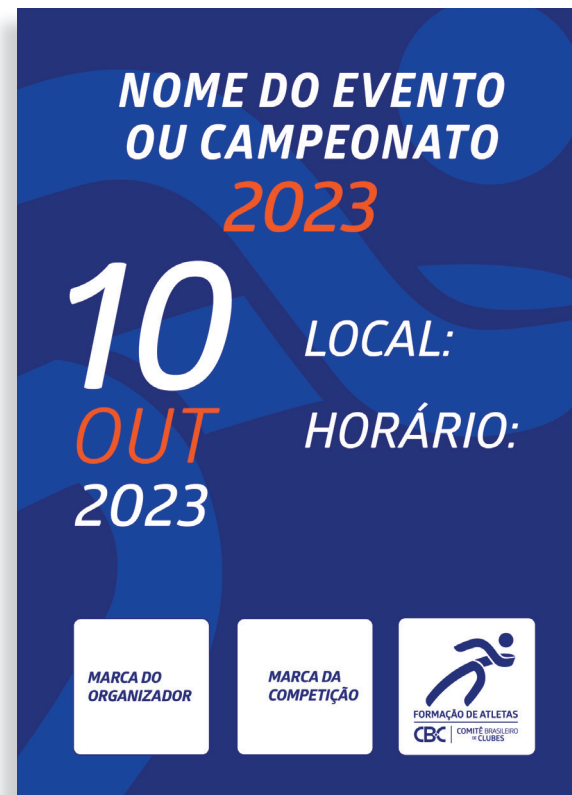 NOME DO EVENTO
OU CAMPEONATO
2023
10
OUT
2023
LOCAL:
HORÁRIO:
MARCA DO
ORGANIZADOR
MARCA DA
COMPETIÇÃO
FORMAÇÃO DE ATLETAS
CBC
COMITÊ BRASILEIRO
DE CLUBES